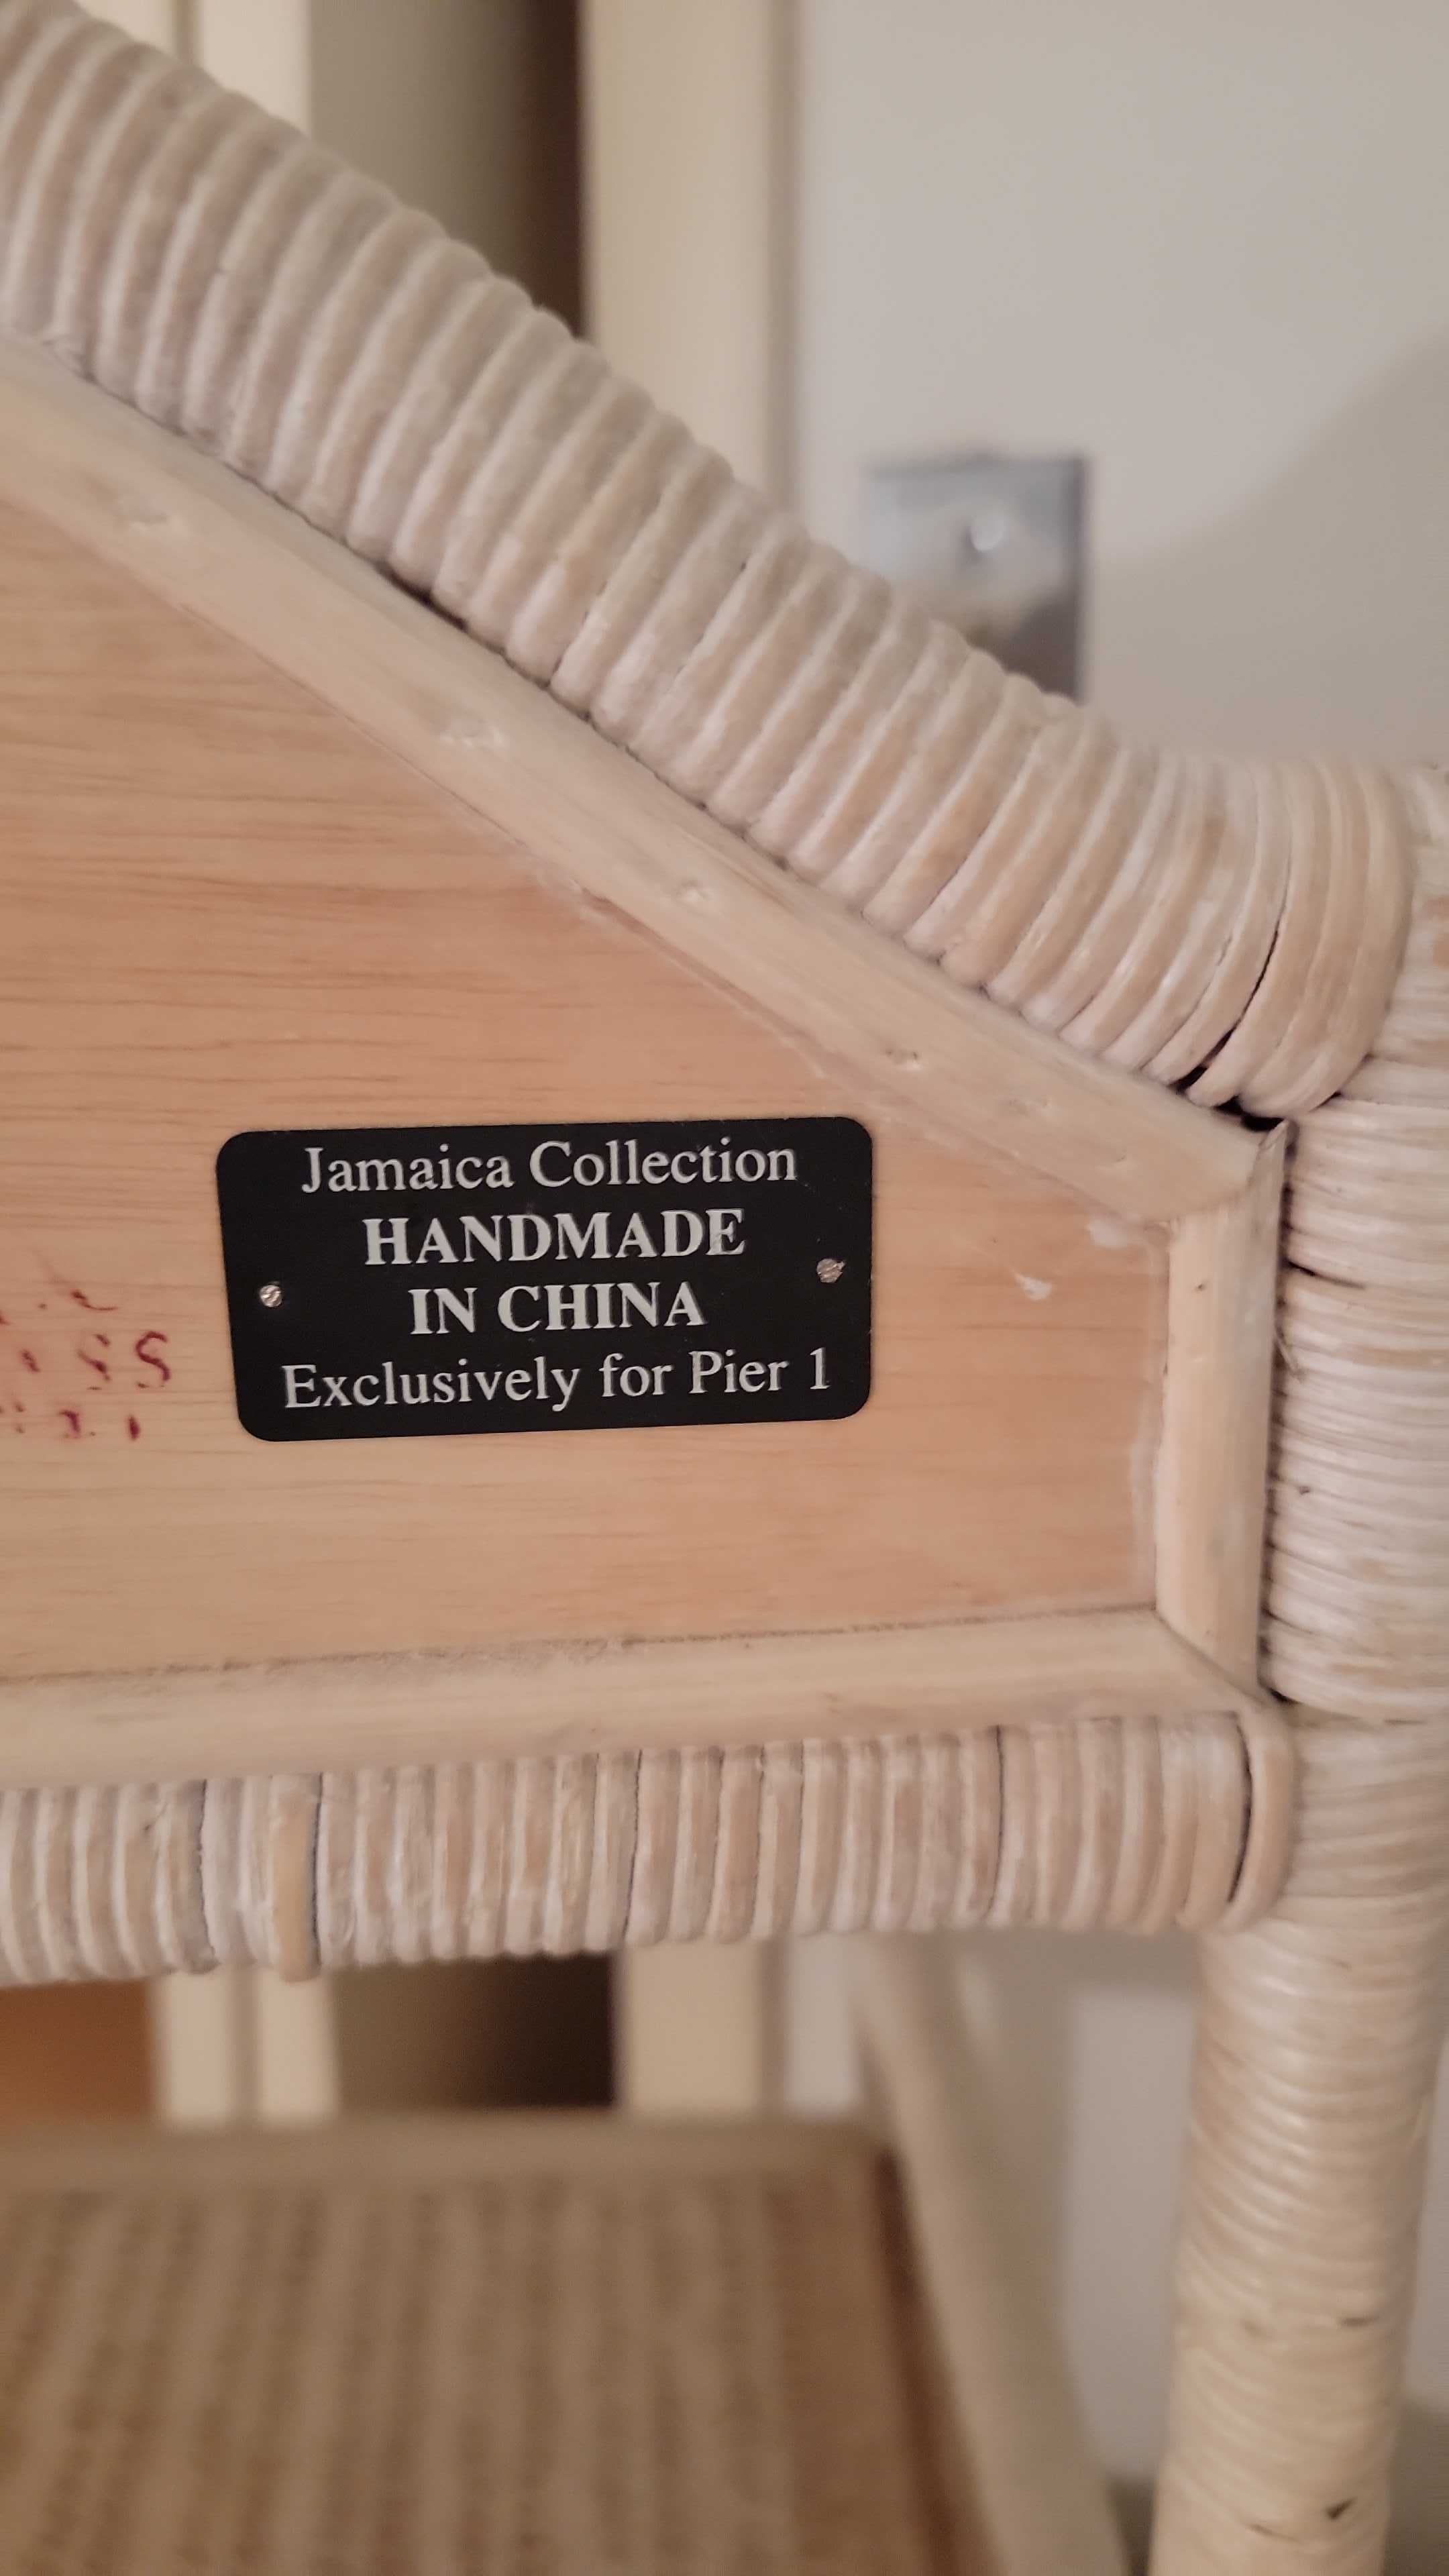 Jamaica Collection
HANDMADE
IN CHINA
Exclusively for Pier 1